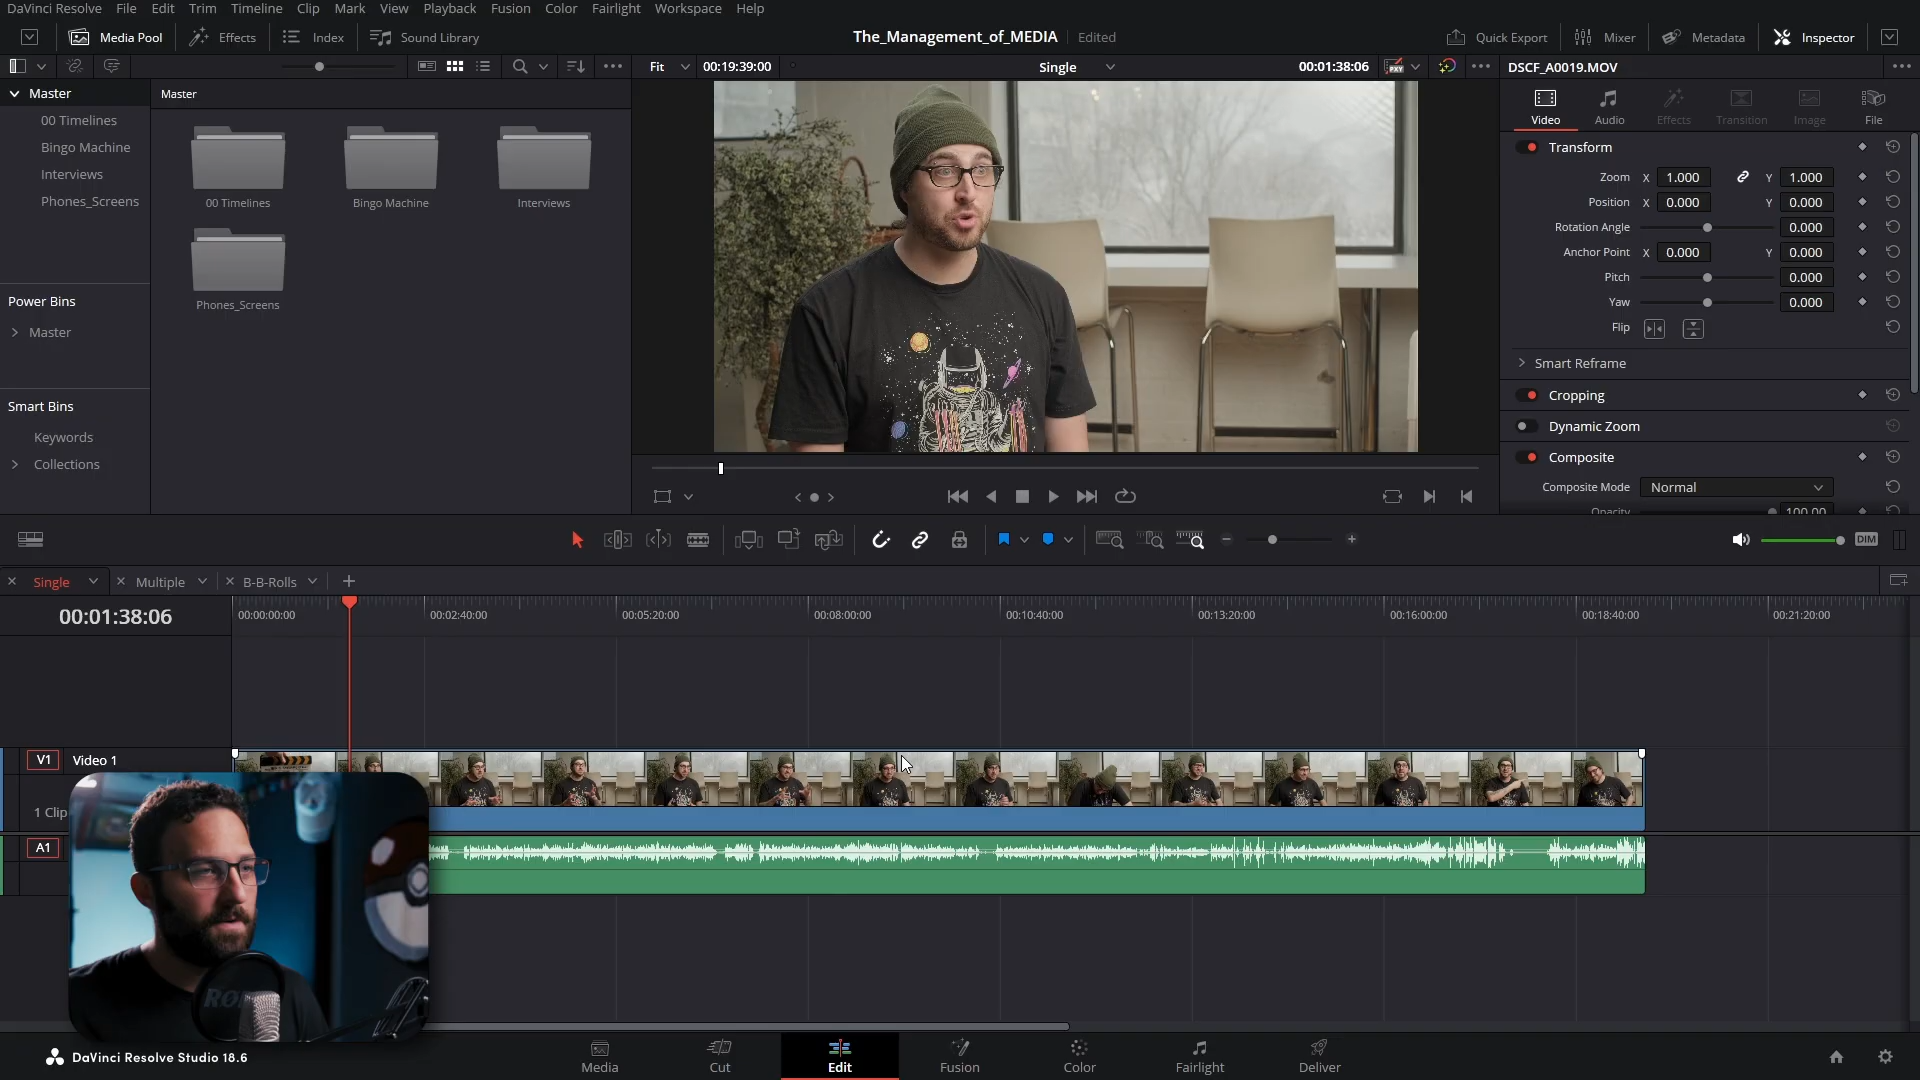 DaVinci Resolve File Edit Trim Timeline Clip Mark View Playback Fusion Color Fairlight Workspace Help
Media Pool Effects Index Sound Library The_Management_of_MEDIA Edited Quick Export Mixer Metadata Inspector
Fit 00:19:39:00 Single 00:01:38:06 DSCF_A0019.MOV
Master
00 Timelines
Bingo Machine
Interviews
Phones_Screens
Power Bins
Master
Smart Bins
Keywords
Collections
Master
00 Timelines Bingo Machine Interviews
Phones_Screens
Video Audio Effects Transition Image File
Transform
Zoom X 1.000 Y 1.000
Position X 0.000 Y 0.000
Rotation Angle 0.000
Anchor Point X 0.000 Y 0.000
Pitch 0.000
Yaw 0.000
Flip
Smart Reframe
Cropping
Dynamic Zoom
Composite
Composite Mode Normal
Opacity 100.00
DIM
Single Multiple B-B-Rolls
00:01:38:06 00:00:00:00 00:02:40:00 00:05:20:00 00:08:00:00 00:10:40:00 00:13:20:00 00:16:00:00 00:18:40:00 00:21:20:00
V1 Video 1
1 Clip
A1
DaVinci Resolve Studio 18.6
Media Cut Edit Fusion Color Fairlight Deliver